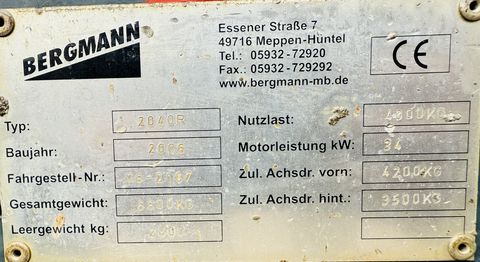 BERGMANN
Essener Straße 7
49716 Meppen-Hüntel
Tel.: 05932-72920
Fax.: 05932-729292
www.bergmann-mb.de
CE
Typ: 2040R
Baujahr: 2006
Fahrgestell-Nr.:
Gesamtgewicht:
Leergewicht kg:
Nutzlast:
Motorleistung kW: 34
Zul. Achsdr. vorn: 4200KG
Zul. Achsdr. hint.: 3500KG